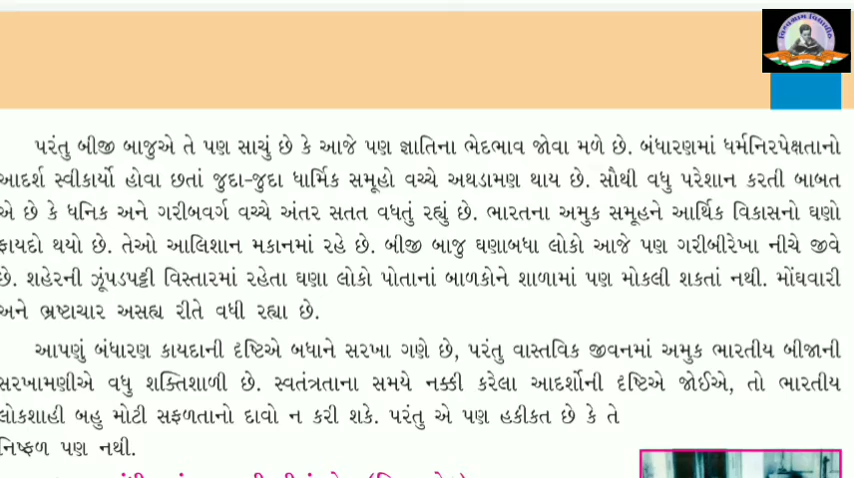 પરંતુ બીજી બાજુએ તે પણ સાચું છે કે આજે પણ જ્ઞાતિના ભેદભાવ જોવા મળે છે. બંધારણમાં ધર્મનિરપેક્ષતાનો
આદર્શ સ્વીકાર્યો હોવા છતાં જુદા-જુદા ધાર્મિક સમૂહો વચ્ચે અથડામણ થાય છે. સૌથી વધુ પરેશાન કરતી બાબત
એ છે કે ધનિક અને ગરીબવર્ગ વચ્ચે અંતર સતત વધતું રહ્યું છે. ભારતના અમુક સમૂહને આર્થિક વિકાસનો ઘણો
ફાયદો થયો છે. તેઓ આલિશાન મકાનમાં રહે છે. બીજી બાજુ ઘણાબધા લોકો આજે પણ ગરીબીરેખા નીચે જીવે
છે. શહેરની ઝૂંપડપટ્ટી વિસ્તારમાં રહેતા ઘણા લોકો પોતાનાં બાળકોને શાળામાં પણ મોકલી શકતાં નથી. મોંઘવારી
અને ભ્રષ્ટાચાર અસહ્ય રીતે વધી રહ્યા છે.
આપણું બંધારણ કાયદાની દૃષ્ટિએ બધાને સરખા ગણે છે, પરંતુ વાસ્તવિક જીવનમાં અમુક ભારતીય બીજાની
સરખામણીએ વધુ શક્તિશાળી છે. સ્વતંત્રતાના સમયે નક્કી કરેલા આદર્શોની દૃષ્ટિએ જોઈએ, તો ભારતીય
લોકશાહી બહુ મોટી સફળતાનો દાવો ન કરી શકે. પરંતુ એ પણ હકીકત છે કે તે
નિષ્ફળ પણ નથી.